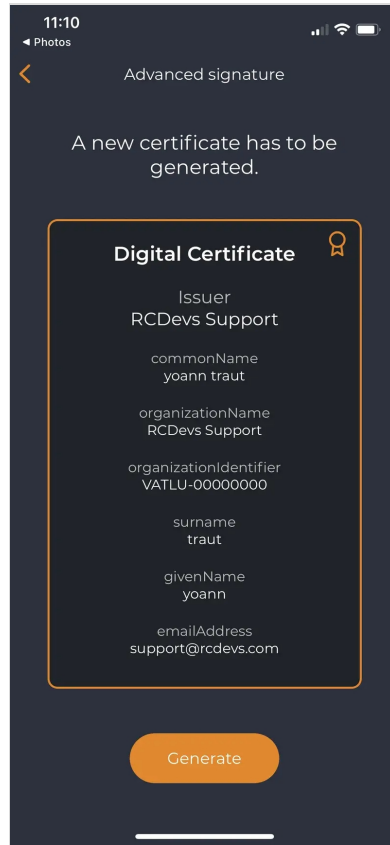 11:10
◀ Photos
Advanced signature
A new certificate has to be
generated.
Digital Certificate
Issuer
RCDevs Support
commonName
yoann traut
organizationName
RCDevs Support
organizationIdentifier
VATLU-00000000
surname
traut
givenName
yoann
emailAddress
support@rcdevs.com
Generate